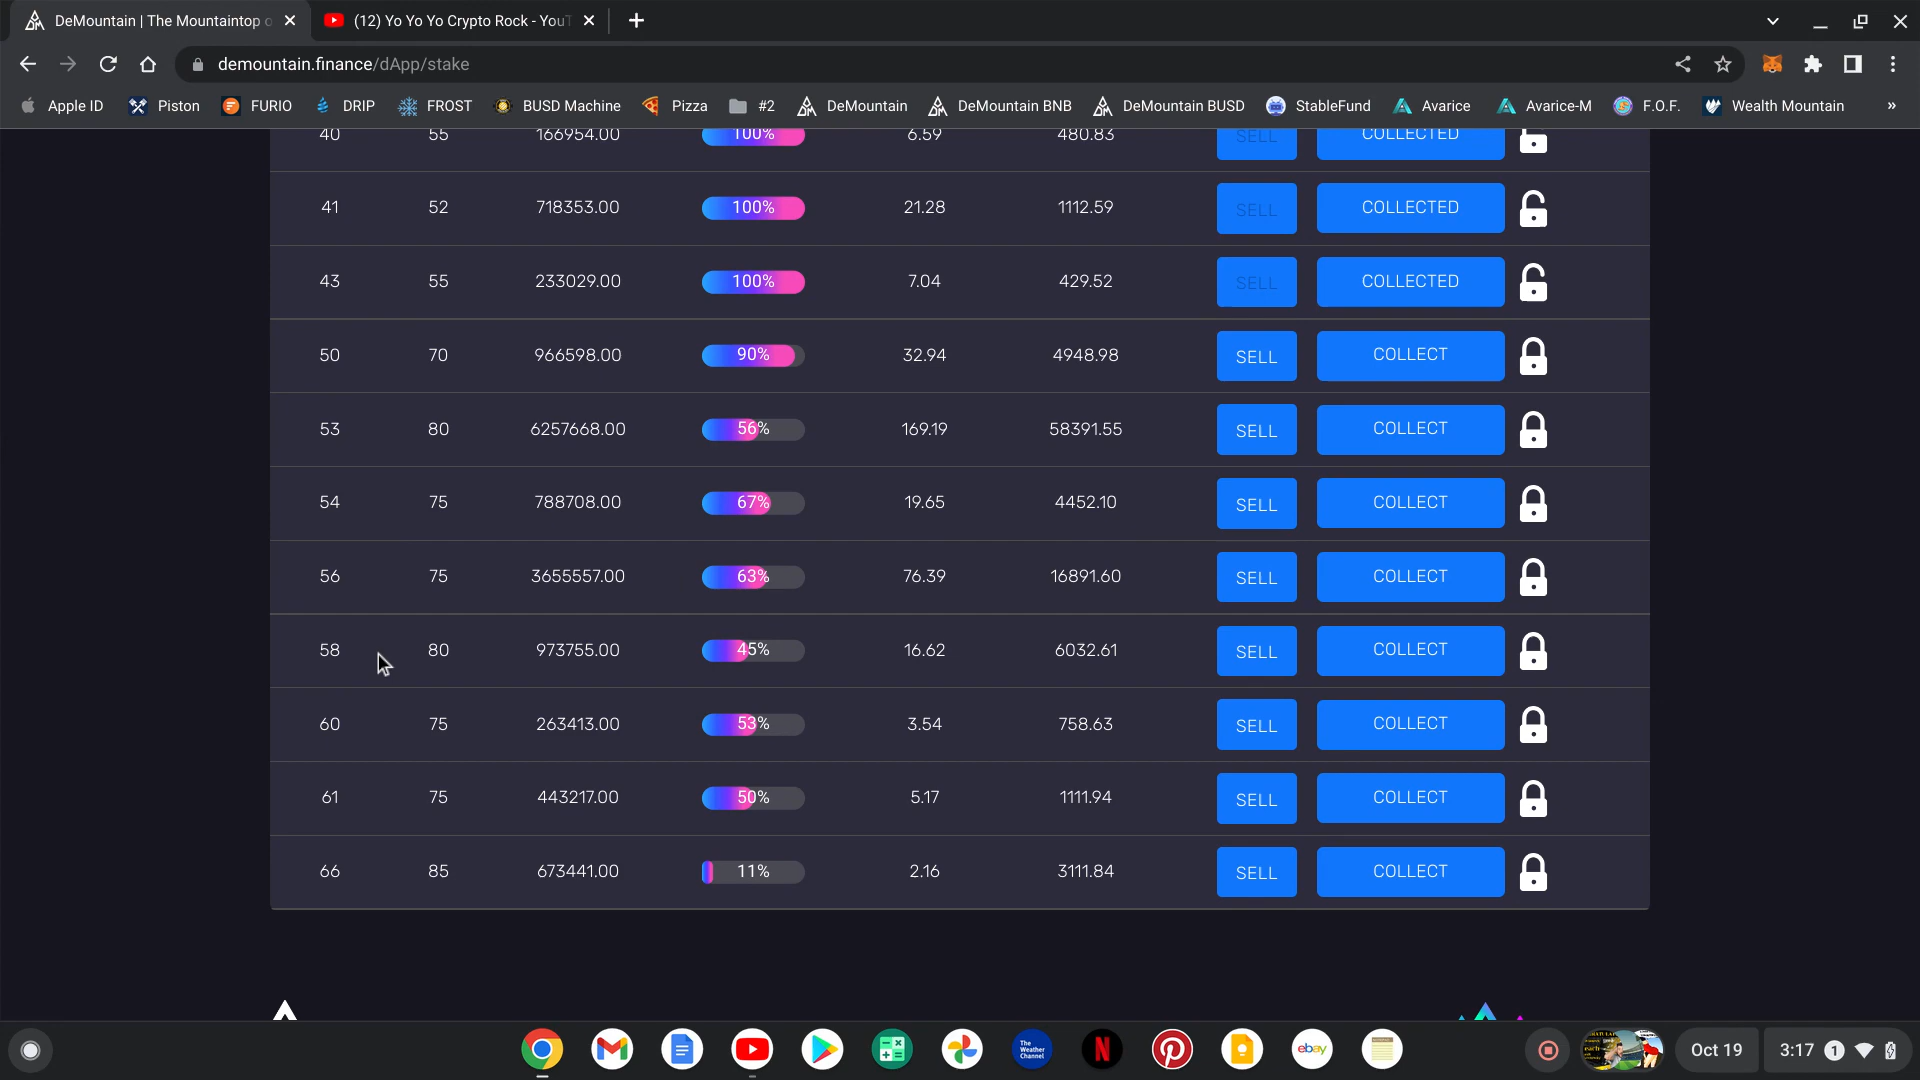 DeMountain | The Mountaintop o
(12) Yo Yo Yo Crypto Rock - YouT
demountain.finance/dApp/stake
Apple ID Piston FURIO DRIP FROST BUSD Machine Pizza #2 DeMountain DeMountain BNB DeMountain BUSD StableFund Avarice Avarice-M F.O.F. Wealth Mountain »
40 55 166954.00 100% 6.59 480.83 SELL COLLECTED
41 52 718353.00 100% 21.28 1112.59 SELL COLLECTED
43 55 233029.00 100% 7.04 429.52 SELL COLLECTED
50 70 966598.00 90% 32.94 4948.98 SELL COLLECT
53 80 6257668.00 56% 169.19 58391.55 SELL COLLECT
54 75 788708.00 67% 19.65 4452.10 SELL COLLECT
56 75 3655557.00 63% 76.39 16891.60 SELL COLLECT
58 80 973755.00 45% 16.62 6032.61 SELL COLLECT
60 75 263413.00 53% 3.54 758.63 SELL COLLECT
61 75 443217.00 50% 5.17 1111.94 SELL COLLECT
66 85 673441.00 11% 2.16 3111.84 SELL COLLECT
The Weather Channel
N
ebay
Oct 19
3:17 1